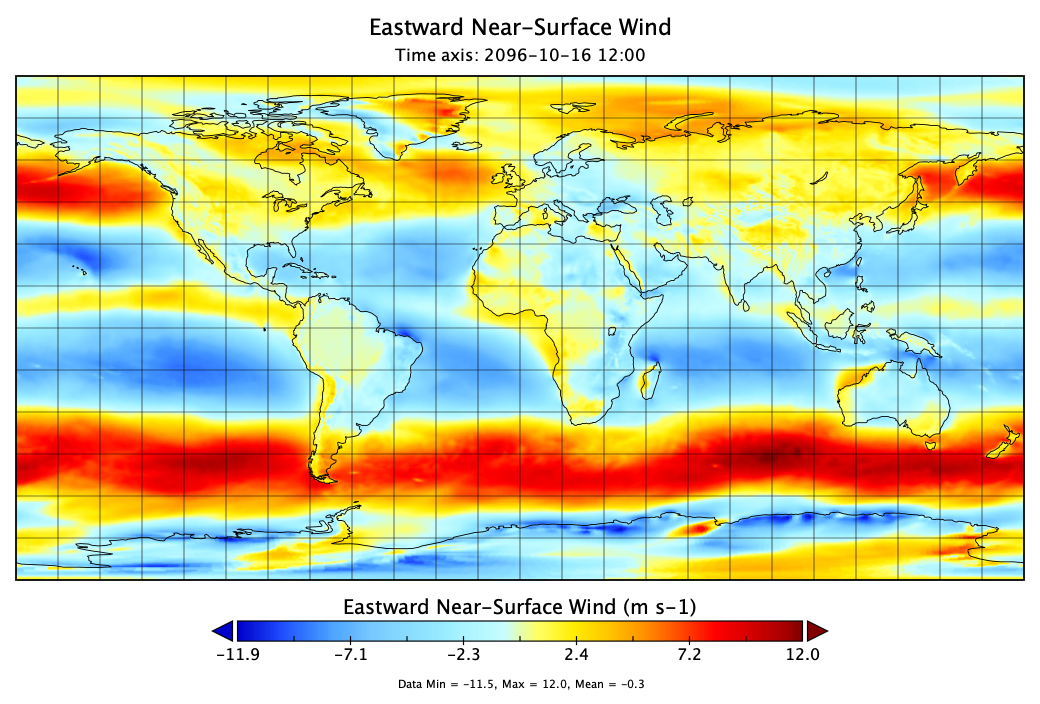 Eastward Near-Surface Wind
Time axis: 2096-10-16 12:00
Eastward Near-Surface Wind (m s-1)
-11.9 -7.1 -2.3 2.4 7.2 12.0
Data Min = -11.5, Max = 12.0, Mean = -0.3